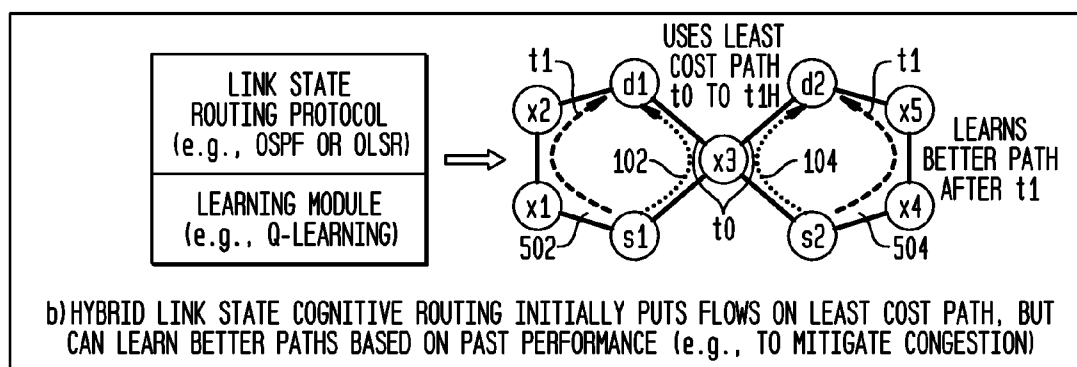 LINK STATE
ROUTING PROTOCOL
(e.g., OSPF OR OLSR)
LEARNING MODULE
(e.g., Q-LEARNING)
USES LEAST
COST PATH
t0 TO t1H
t1
d1
d2
t1
x2
x5
102
x3
104
LEARNS
BETTER PATH
AFTER t1
x1
x4
502
s1
t0
s2
504
b) HYBRID LINK STATE COGNITIVE ROUTING INITIALLY PUTS FLOWS ON LEAST COST PATH, BUT
CAN LEARN BETTER PATHS BASED ON PAST PERFORMANCE (e.g., TO MITIGATE CONGESTION)